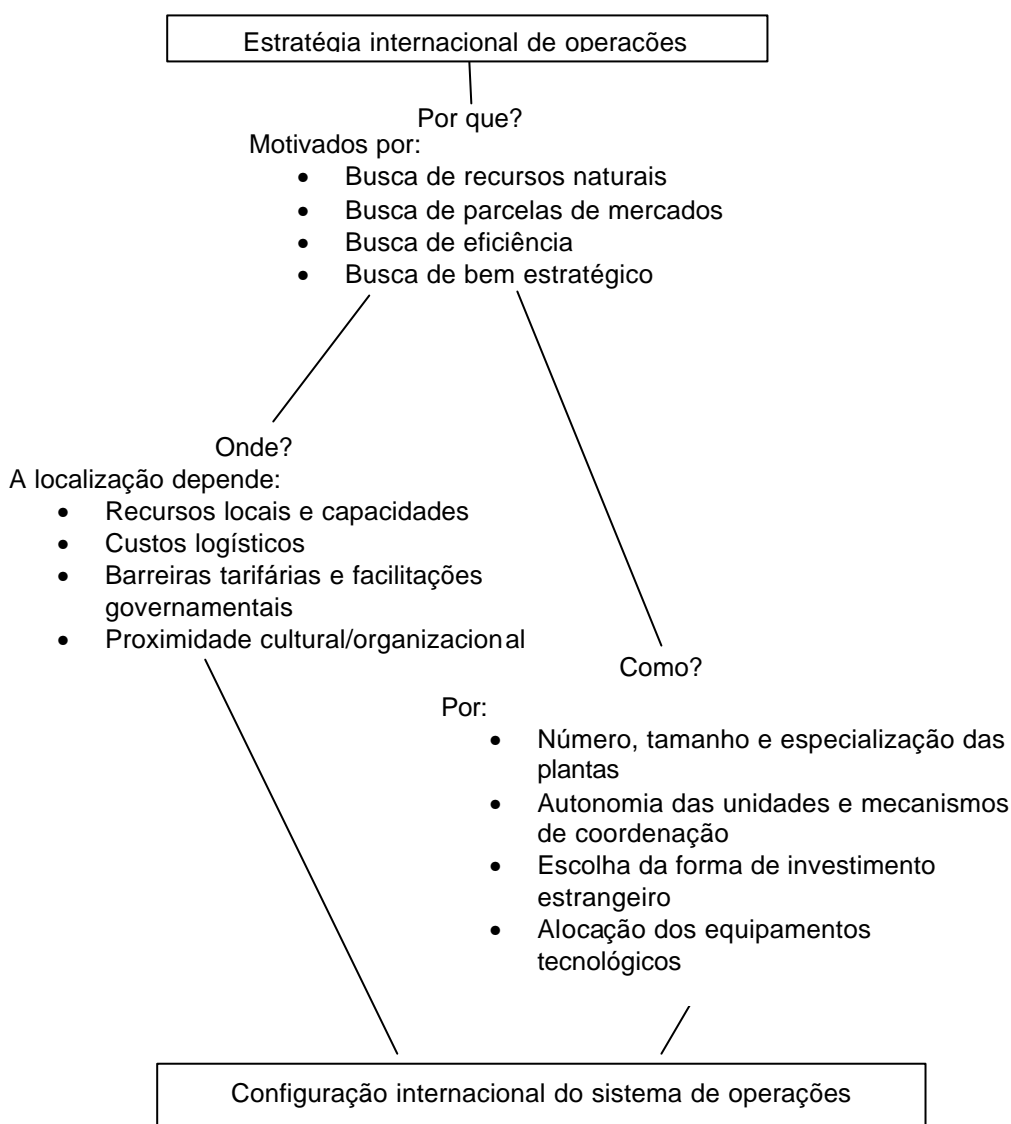 Estratégia internacional de operações
Por que?
Motivados por:
• Busca de recursos naturais
• Busca de parcelas de mercados
• Busca de eficiência
• Busca de bem estratégico
Onde?
A localização depende:
• Recursos locais e capacidades
• Custos logísticos
• Barreiras tarifárias e facilitações
governamentais
• Proximidade cultural/organizacional
Como?
Por:
• Número, tamanho e especialização das
plantas
• Autonomia das unidades e mecanismos
de coordenação
• Escolha da forma de investimento
estrangeiro
• Alocação dos equipamentos
tecnológicos
Configuração internacional do sistema de operações